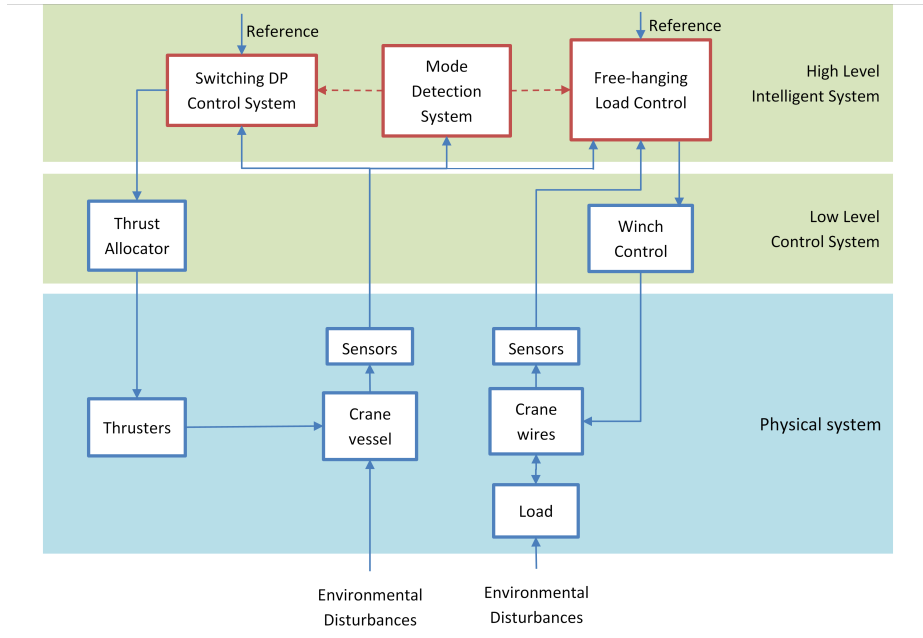 Reference
Reference
Switching DP
Control System
Mode
Detection
System
Free-hanging
Load Control
High Level
Intelligent System
Thrust
Allocator
Winch
Control
Low Level
Control System
Sensors
Sensors
Thrusters
Crane
vessel
Crane
wires
Physical system
Load
Environmental
Disturbances
Environmental
Disturbances